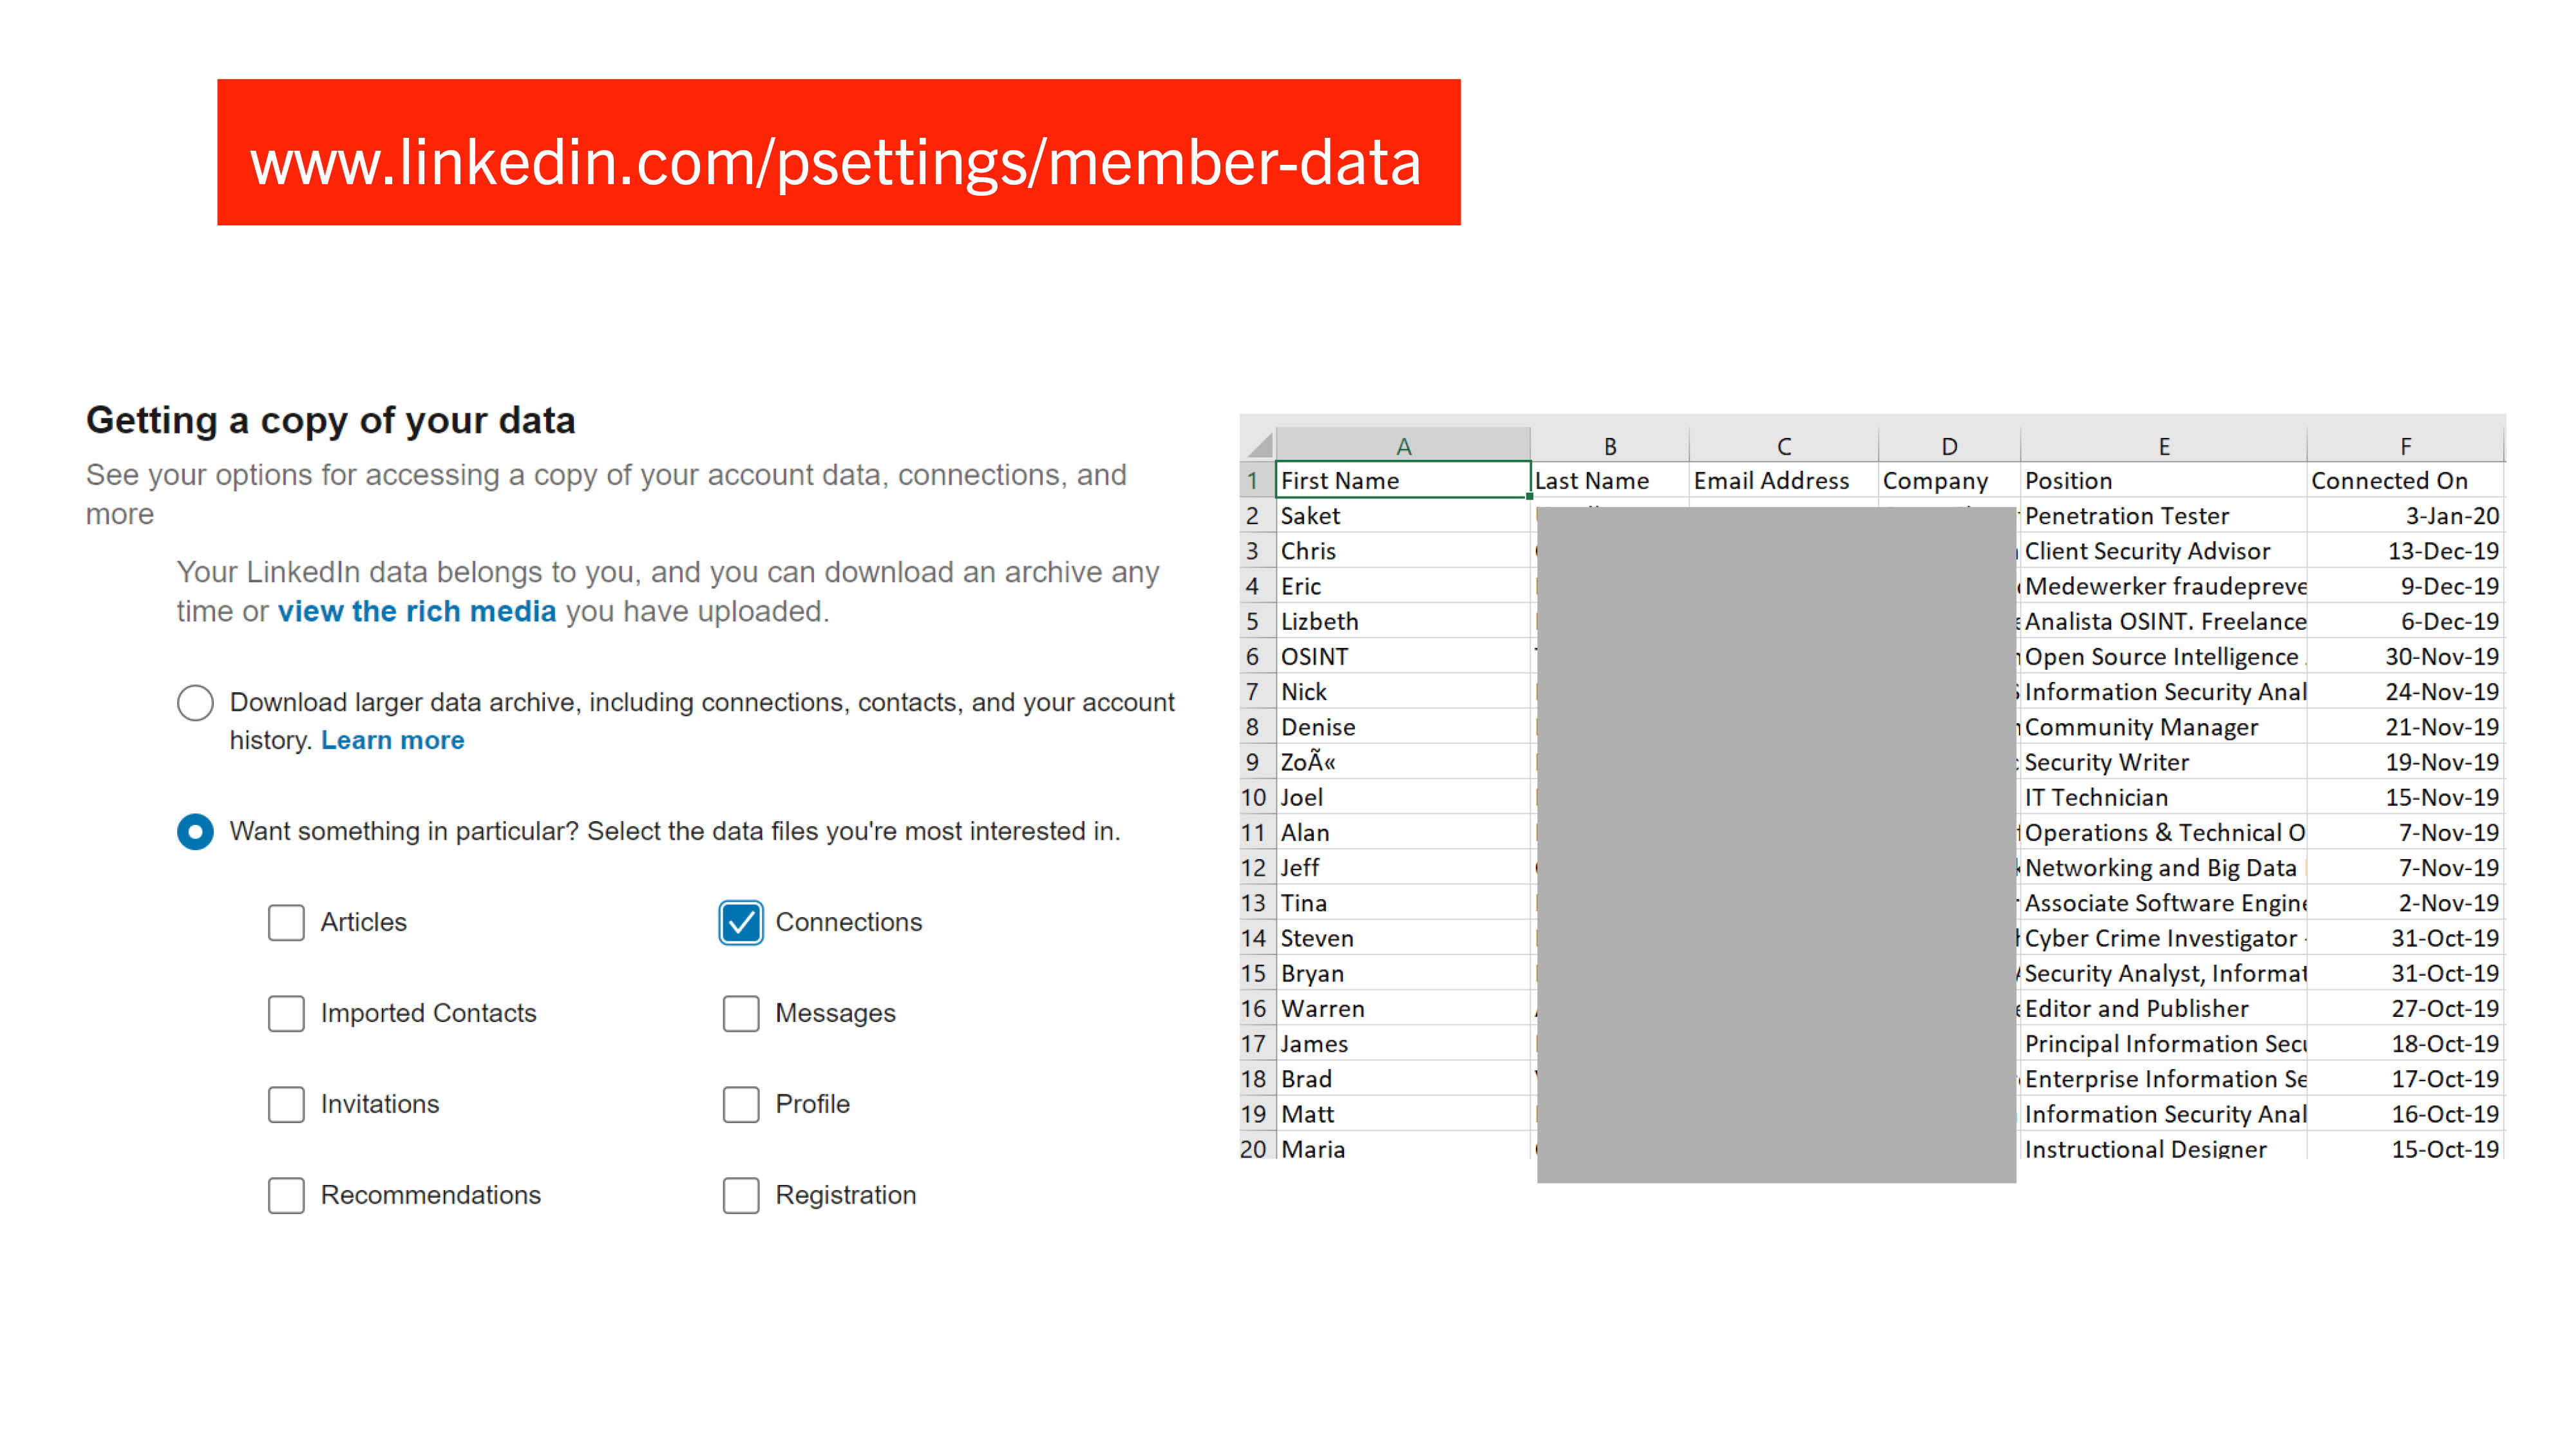 www.linkedin.com/psettings/member-data
Getting a copy of your data
See your options for accessing a copy of your account data, connections, and
more
Your LinkedIn data belongs to you, and you can download an archive any
time or view the rich media you have uploaded.
Download larger data archive, including connections, contacts, and your account
history. Learn more
Want something in particular? Select the data files you're most interested in.
Articles Connections
Imported Contacts Messages
Invitations Profile
Recommendations Registration
A B C D E F
1 First Name Last Name Email Address Company Position Connected On
2 Saket Penetration Tester 3-Jan-20
3 Chris Client Security Advisor 13-Dec-19
4 Eric Medewerker fraudepreve 9-Dec-19
5 Lizbeth Analista OSINT. Freelance 6-Dec-19
6 OSINT Open Source Intelligence 30-Nov-19
7 Nick Information Security Anal 24-Nov-19
8 Denise Community Manager 21-Nov-19
9 ZoÃ« Security Writer 19-Nov-19
10 Joel IT Technician 15-Nov-19
11 Alan Operations & Technical O 7-Nov-19
12 Jeff Networking and Big Data 7-Nov-19
13 Tina Associate Software Engine 2-Nov-19
14 Steven Cyber Crime Investigator - 31-Oct-19
15 Bryan Security Analyst, Informat 31-Oct-19
16 Warren Editor and Publisher 27-Oct-19
17 James Principal Information Secu 18-Oct-19
18 Brad Enterprise Information Se 17-Oct-19
19 Matt Information Security Anal 16-Oct-19
20 Maria Instructional Designer 15-Oct-19